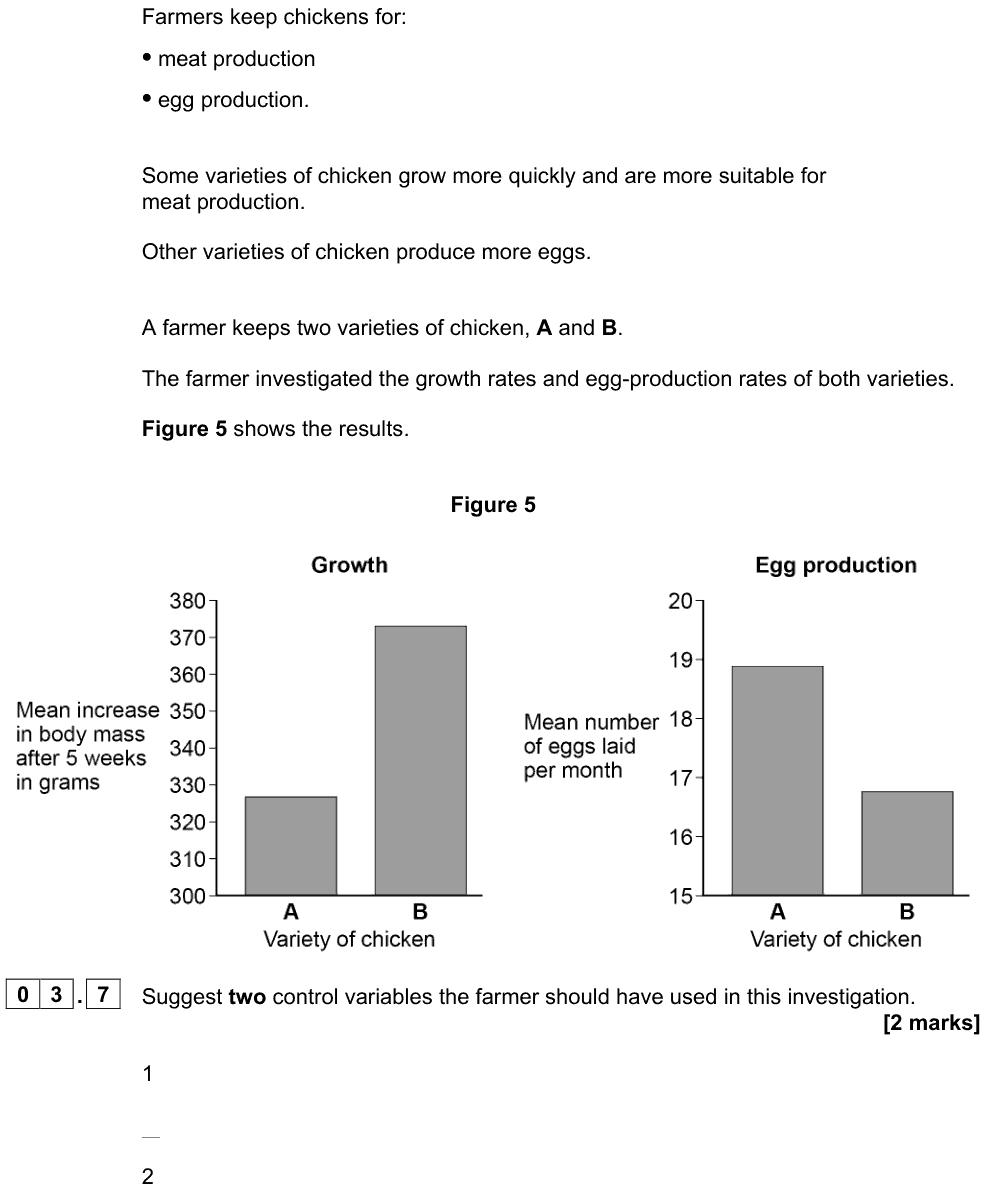 Farmers keep chickens for:
• meat production
• egg production.
Some varieties of chicken grow more quickly and are more suitable for
meat production.
Other varieties of chicken produce more eggs.
A farmer keeps two varieties of chicken, A and B.
The farmer investigated the growth rates and egg-production rates of both varieties.
Figure 5 shows the results.
Figure 5
Growth
380
370
360
350
340
330
320
310
300
Mean increase
in body mass
after 5 weeks
in grams
A B
Variety of chicken
Egg production
20
19
18
17
16
15
Mean number
of eggs laid
per month
A B
Variety of chicken
0 3 . 7 Suggest two control variables the farmer should have used in this investigation.
[2 marks]
1
2